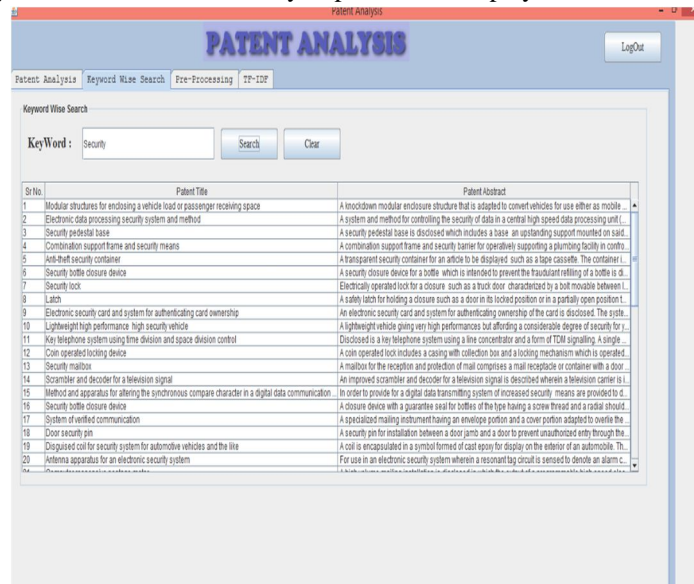 Patent Analysis
PATENT ANALYSIS
LogOut
Patent Analysis Keyword Wise Search Pre-Processing TF-IDF
Keyword Wise Search
KeyWord : Security Search Clear
Sr No. Patent Title Patent Abstract
1 Modular structures for enclosing a vehicle load or passenger receiving space A knockdown modular enclosure structure that is adapted to convert vehicles for use either as mobile ...
2 Electronic data processing security system and method A system and method for controlling the security of data in a central high speed data processing unit (...
3 Security pedestal base A security pedestal base is disclosed which includes a base an upstanding support mounted on said...
4 Combination support frame and security means A combination support frame and security barrier for operatively supporting a plumbing facility in contro...
5 Anti-theft security container A transparent security container for an article to be displayed such as a tape cassette. The container i...
6 Security bottle closure device A security closure device for a bottle which is intended to prevent the fraudulant refilling of a bottle is di...
7 Security lock Electrically operated lock for a closure such as a truck door characterized by a bolt movable between l...
8 Latch A safety latch for holding a closure such as a door in its locked position or in a partially open position t...
9 Electronic security card and system for authenticating card ownership An electronic security card and system for authenticating ownership of the card is disclosed. The syste...
10 Lightweight high performance high security vehicle A lightweight vehicle giving very high performances but affording a considerable degree of security for y...
11 Key telephone system using time division and space division control Disclosed is a key telephone system using a line concentrator and a form of TDM signalling. A single ...
12 Coin operated locking device A coin operated lock includes a casing with collection box and a locking mechanism which is operated...
13 Security mailbox A mailbox for the reception and protection of mail comprises a mail receptacle or container with a door ...
14 Scrambler and decoder for a television signal An improved scrambler and decoder for a television signal is described wherein a television carrier is i...
15 Method and apparatus for altering the synchronous compare character in a digital data communication ... In order to provide for a digital data transmitting system of increased security means are provided to d...
16 Security bottle closure device A closure device with a guarantee seal for bottles of the type having a screw thread and a radial should...
17 System of verified communication A specialized mailing instrument having an envelope portion and a cover portion adapted to overlie the ...
18 Door security pin A security pin for installation between a door jamb and a door to prevent unauthorized entry through the...
19 Disguised coil for security system for automotive vehicles and the like A coil is encapsulated in a symbol formed of cast epoxy for display on the exterior of an automobile. Th...
20 Antenna apparatus for an electronic security system For use in an electronic security system wherein a resonant tag circuit is sensed to denote an alarm c...